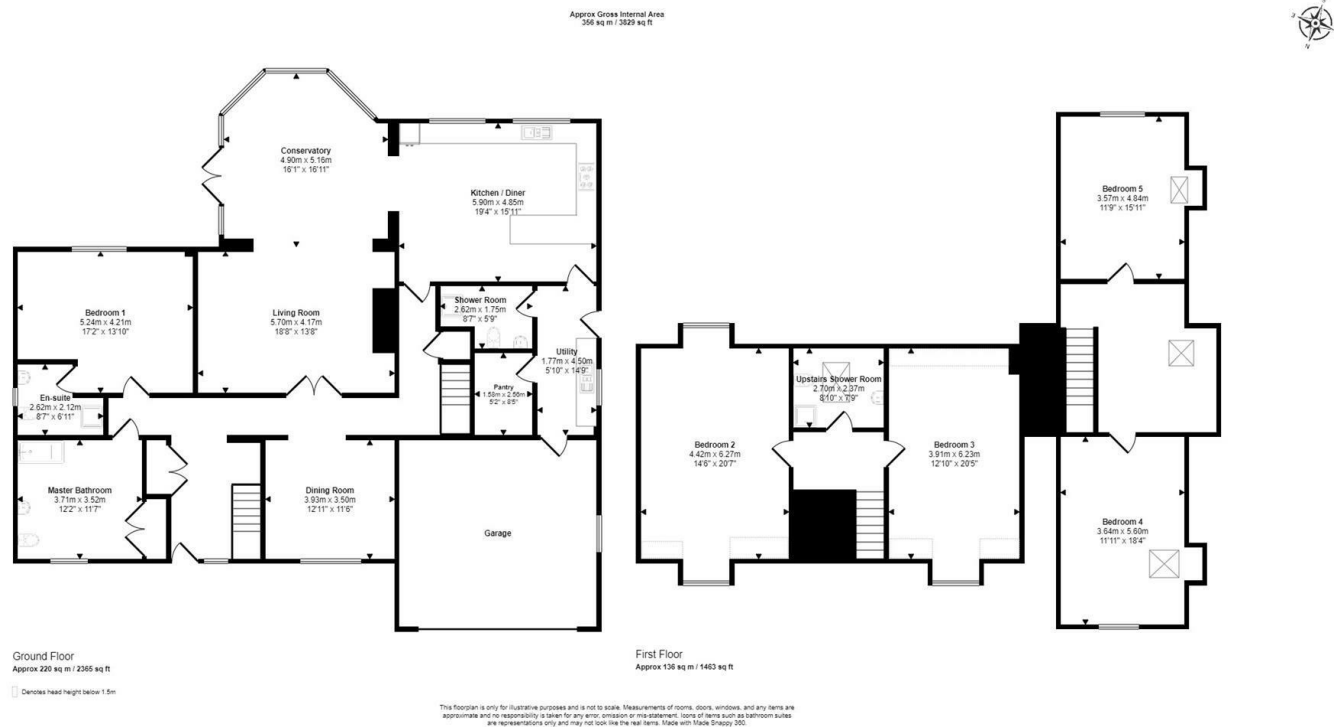 Approx Gross Internal Area
356 sq m / 3829 sq ft
N
Conservatory
4.90m x 5.16m
16'1" x 16'11"
Kitchen / Diner
5.90m x 4.85m
19'4" x 15'11"
Bedroom 1
5.24m x 4.21m
17'2" x 13'10"
Living Room
5.70m x 4.17m
18'8" x 13'8"
Shower Room
2.62m x 1.75m
8'7" x 5'9"
Utility
1.77m x 4.50m
5'10" x 14'9"
Pantry
1.58m x 2.56m
5'2" x 8'5"
En-suite
2.62m x 2.12m
8'7" x 6'11"
Master Bathroom
3.71m x 3.52m
12'2" x 11'7"
Dining Room
3.93m x 3.50m
12'11" x 11'6"
Garage
Bedroom 5
3.57m x 4.84m
11'9" x 15'11"
Upstairs Shower Room
2.70m x 2.37m
8'10" x 7'9"
Bedroom 2
4.42m x 6.27m
14'6" x 20'7"
Bedroom 3
3.91m x 6.23m
12'10" x 20'5"
Bedroom 4
3.64m x 5.60m
11'11" x 18'4"
Ground Floor
Approx 220 sq m / 2365 sq ft
Denotes head height below 1.5m
First Floor
Approx 136 sq m / 1463 sq ft
This floorplan is only for illustrative purposes and is not to scale. Measurements of rooms, doors, windows, and any items are
approximate and no responsibility is taken for any error, omission or mis-statement. Icons of items such as bathroom suites
are representations only and may not look like the real items. Made with Made Snappy 360.